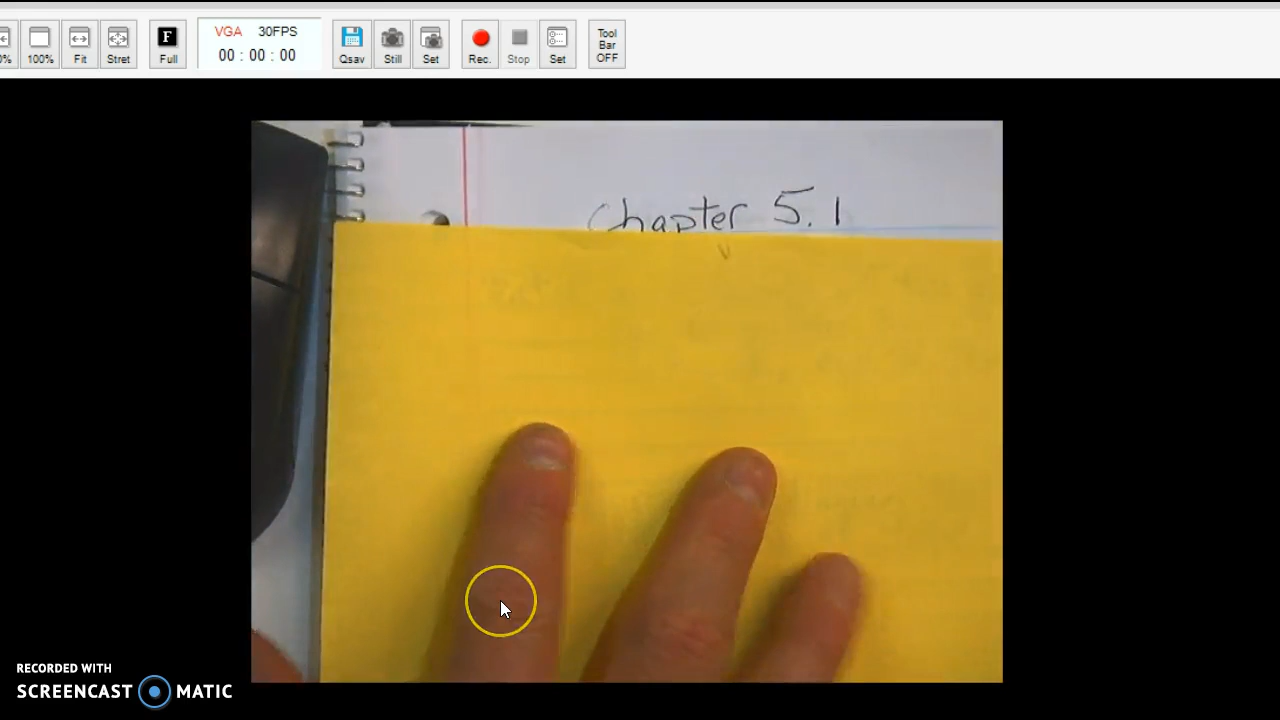 VGA 30FPS
00 : 00 : 00
0% 100% Fit Stret F Full Qsav Still Set Rec. Stop Set Tool Bar OFF
Chapter 5.1
RECORDED WITH
SCREENCAST MATIC